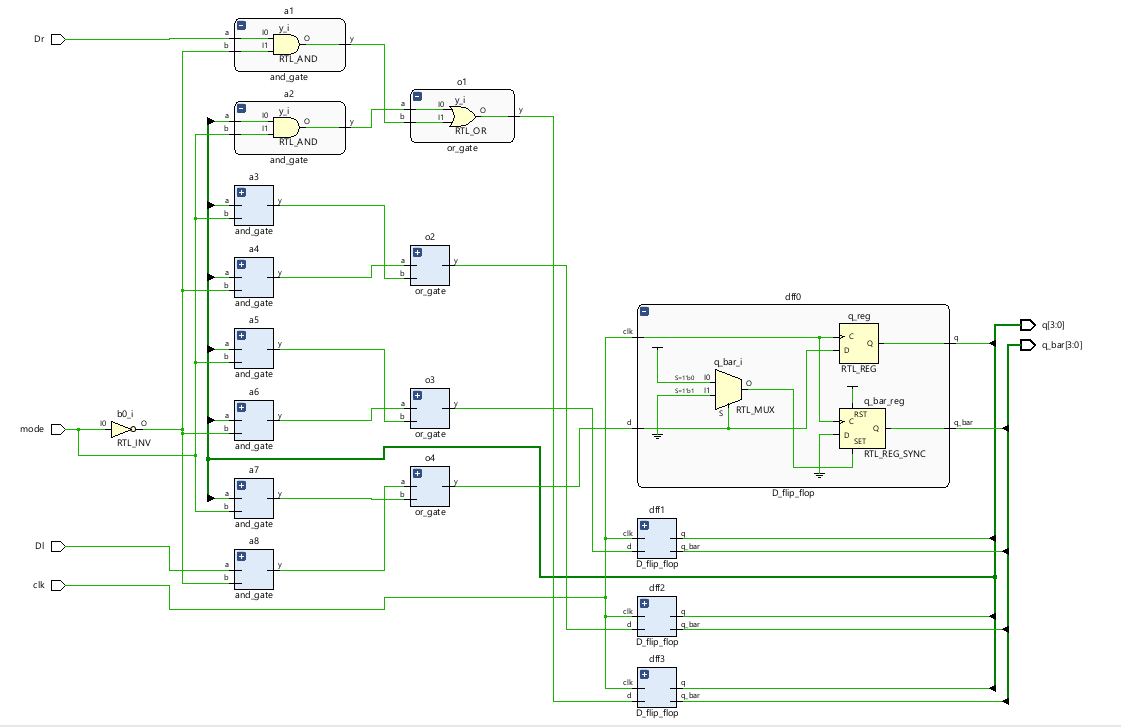 Dr
a1
a
b
I0
I1
y_i
O
RTL_AND
y
and_gate
a2
a
b
I0
I1
y_i
O
RTL_AND
y
and_gate
o1
a
b
I0
I1
y_i
O
RTL_OR
y
or_gate
a3
a
b
y
and_gate
a4
a
b
y
and_gate
o2
a
b
y
or_gate
a5
a
b
y
and_gate
a6
a
b
y
and_gate
o3
a
b
y
or_gate
mode
b0_i
I0
O
RTL_INV
a7
a
b
y
and_gate
o4
a
b
y
or_gate
Dl
clk
a8
a
b
y
and_gate
dff0
clk
d
q_bar_i
S=1'b0
I0
S=1'b1
I1
S
O
RTL_MUX
q_reg
C
D
Q
RTL_REG
q_bar_reg
RST
C
D
Q
SET
RTL_REG_SYNC
q
q_bar
D_flip_flop
q[3:0]
q_bar[3:0]
dff1
clk
d
q
q_bar
D_flip_flop
dff2
clk
d
q
q_bar
D_flip_flop
dff3
clk
d
q
q_bar
D_flip_flop